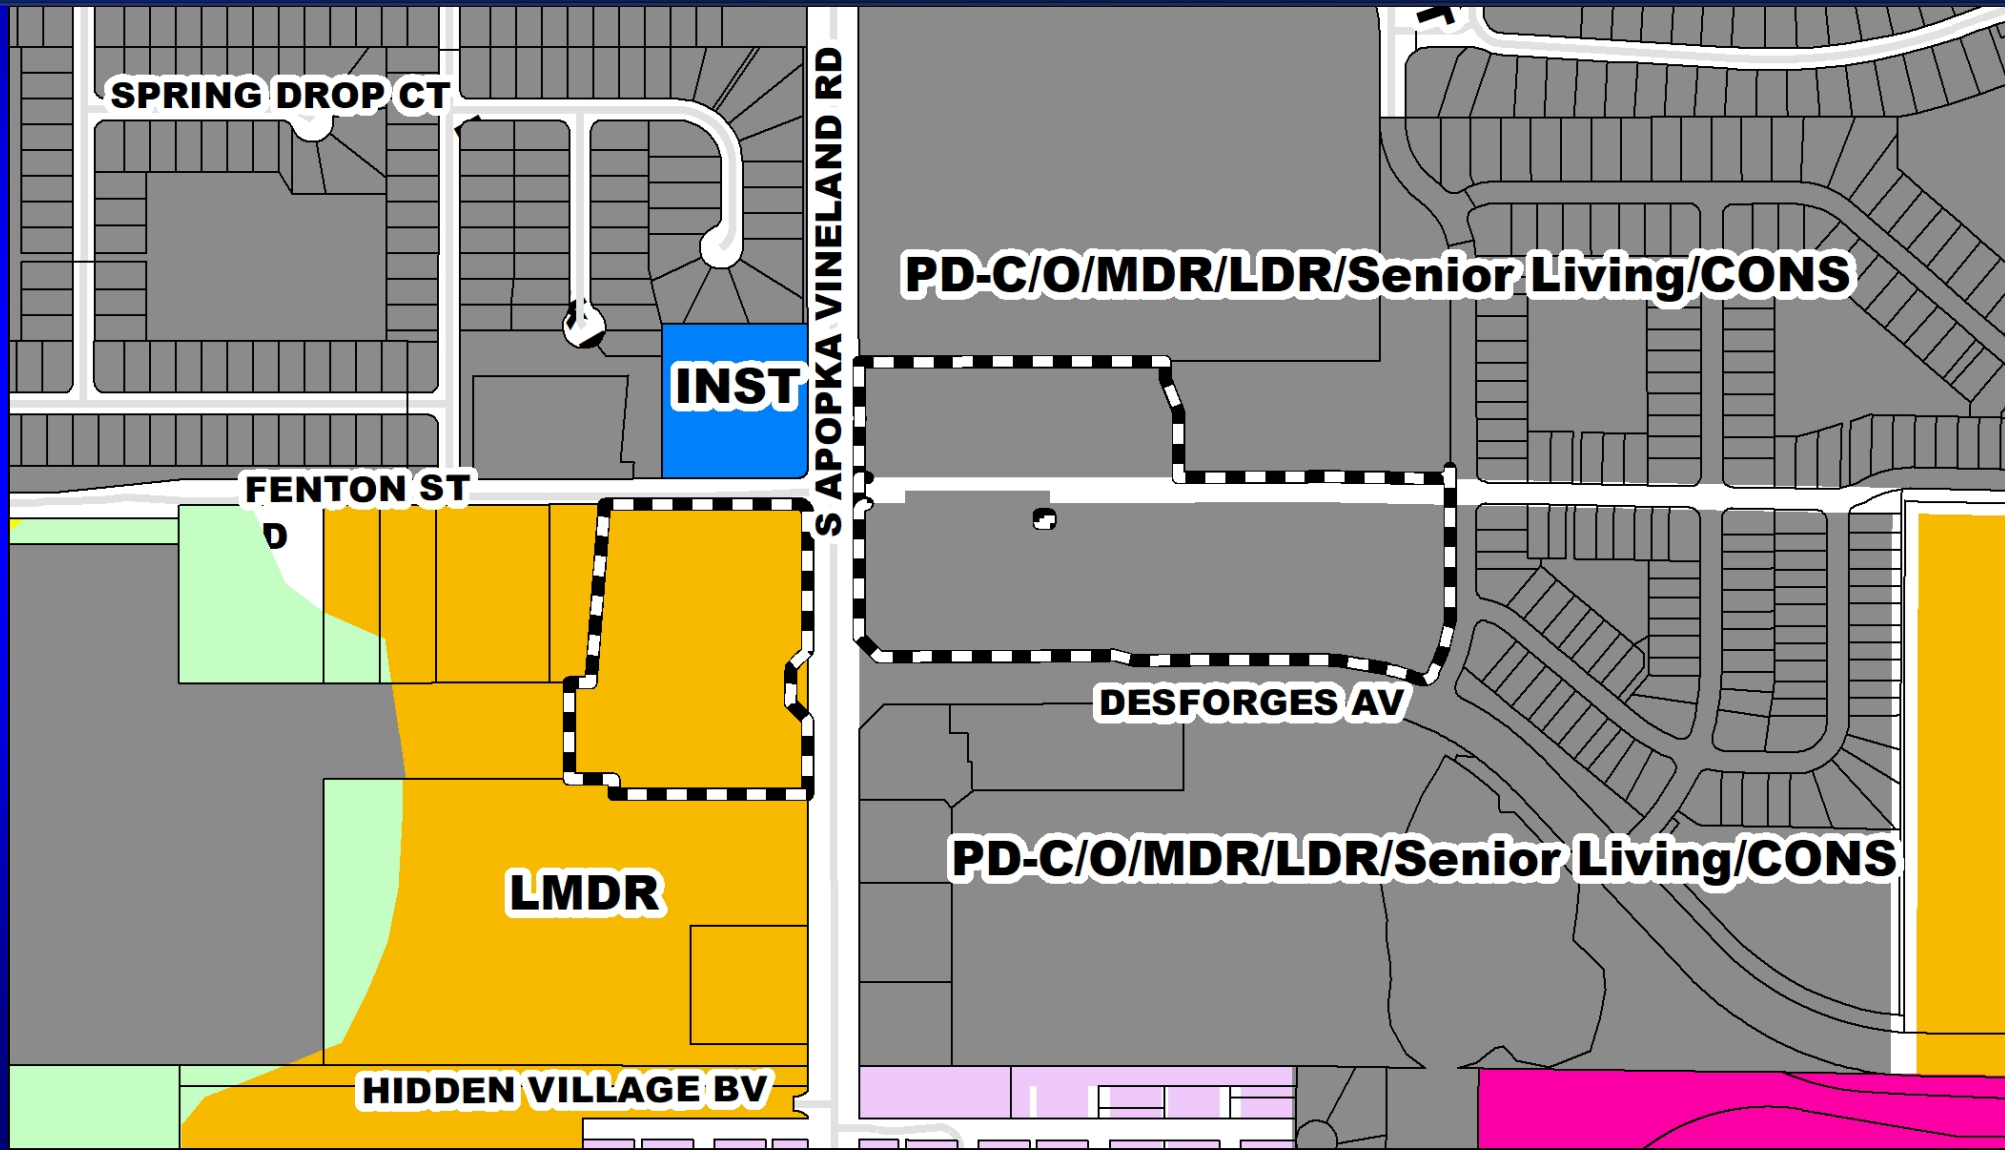 T
SPRING DROP CT
S APOPKA VINELAND RD
PD-C/O/MDR/LDR/Senior Living/CONS
INST
FENTON ST
D
DESFORGES AV
PD-C/O/MDR/LDR/Senior Living/CONS
LMDR
HIDDEN VILLAGE BV